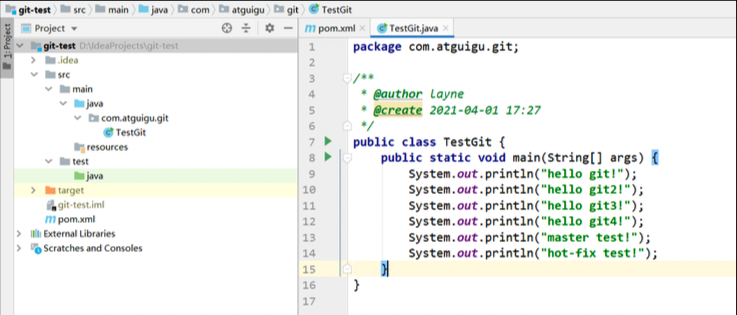 git-test › src › main › java › com › atguigu › git › TestGit
1: Project
Project
git-test D:\IdeaProjects\git-test
.idea
src
main
java
com.atguigu.git
TestGit
resources
test
java
target
git-test.iml
pom.xml
External Libraries
Scratches and Consoles
pom.xml × TestGit.java ×
1 package com.atguigu.git;
2
3 /**
4 * @author Layne
5 * @create 2021-04-01 17:27
6 */
7 public class TestGit {
8 public static void main(String[] args) {
9 System.out.println("hello git!");
10 System.out.println("hello git2!");
11 System.out.println("hello git3!");
12 System.out.println("hello git4!");
13 System.out.println("master test!");
14 System.out.println("hot-fix test!");
15 }
16 }
17